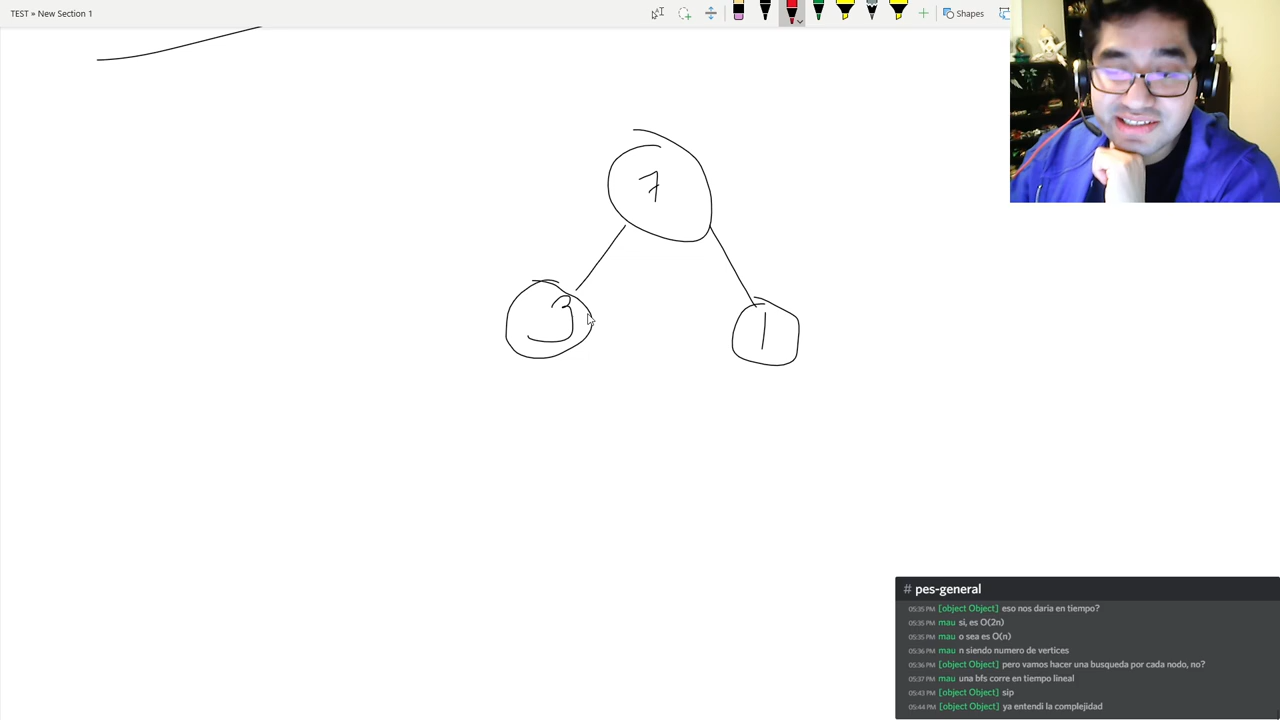 TEST » New Section 1
Shapes
7
3
1
# pes-general
05:35 PM [object Object] eso nos daria en tiempo?
05:35 PM mau si, es O(2n)
05:35 PM mau o sea es O(n)
05:36 PM mau n siendo numero de vertices
05:36 PM [object Object] pero vamos hacer una busqueda por cada nodo, no?
05:37 PM mau una bfs corre en tiempo lineal
05:43 PM [object Object] sip
05:44 PM [object Object] ya entendi la complejidad